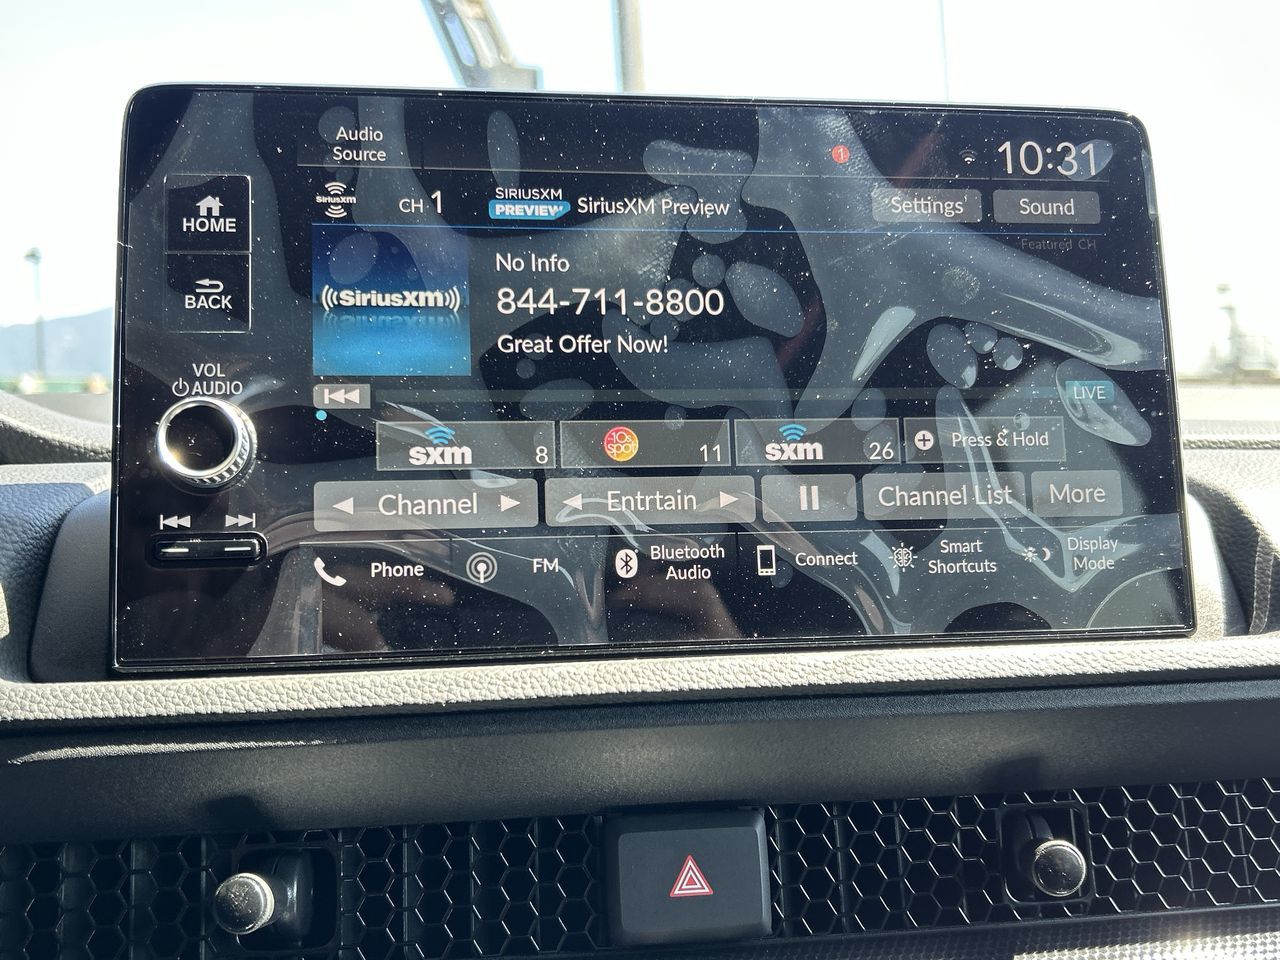 Audio
Source
1
10:31
HOME
SiriusXM
CH 1
SIRIUSXM
PREVIEW
SiriusXM Preview
Settings
Sound
Featured CH
BACK
((SiriusXM))
No Info
844-711-8800
Great Offer Now!
VOL
AUDIO
LIVE
sxm
8
-10s
spot
11
sxm
26
Press & Hold
Channel
Entrtain
Channel List
More
Phone
FM
Bluetooth
Audio
Connect
Smart
Shortcuts
Display
Mode